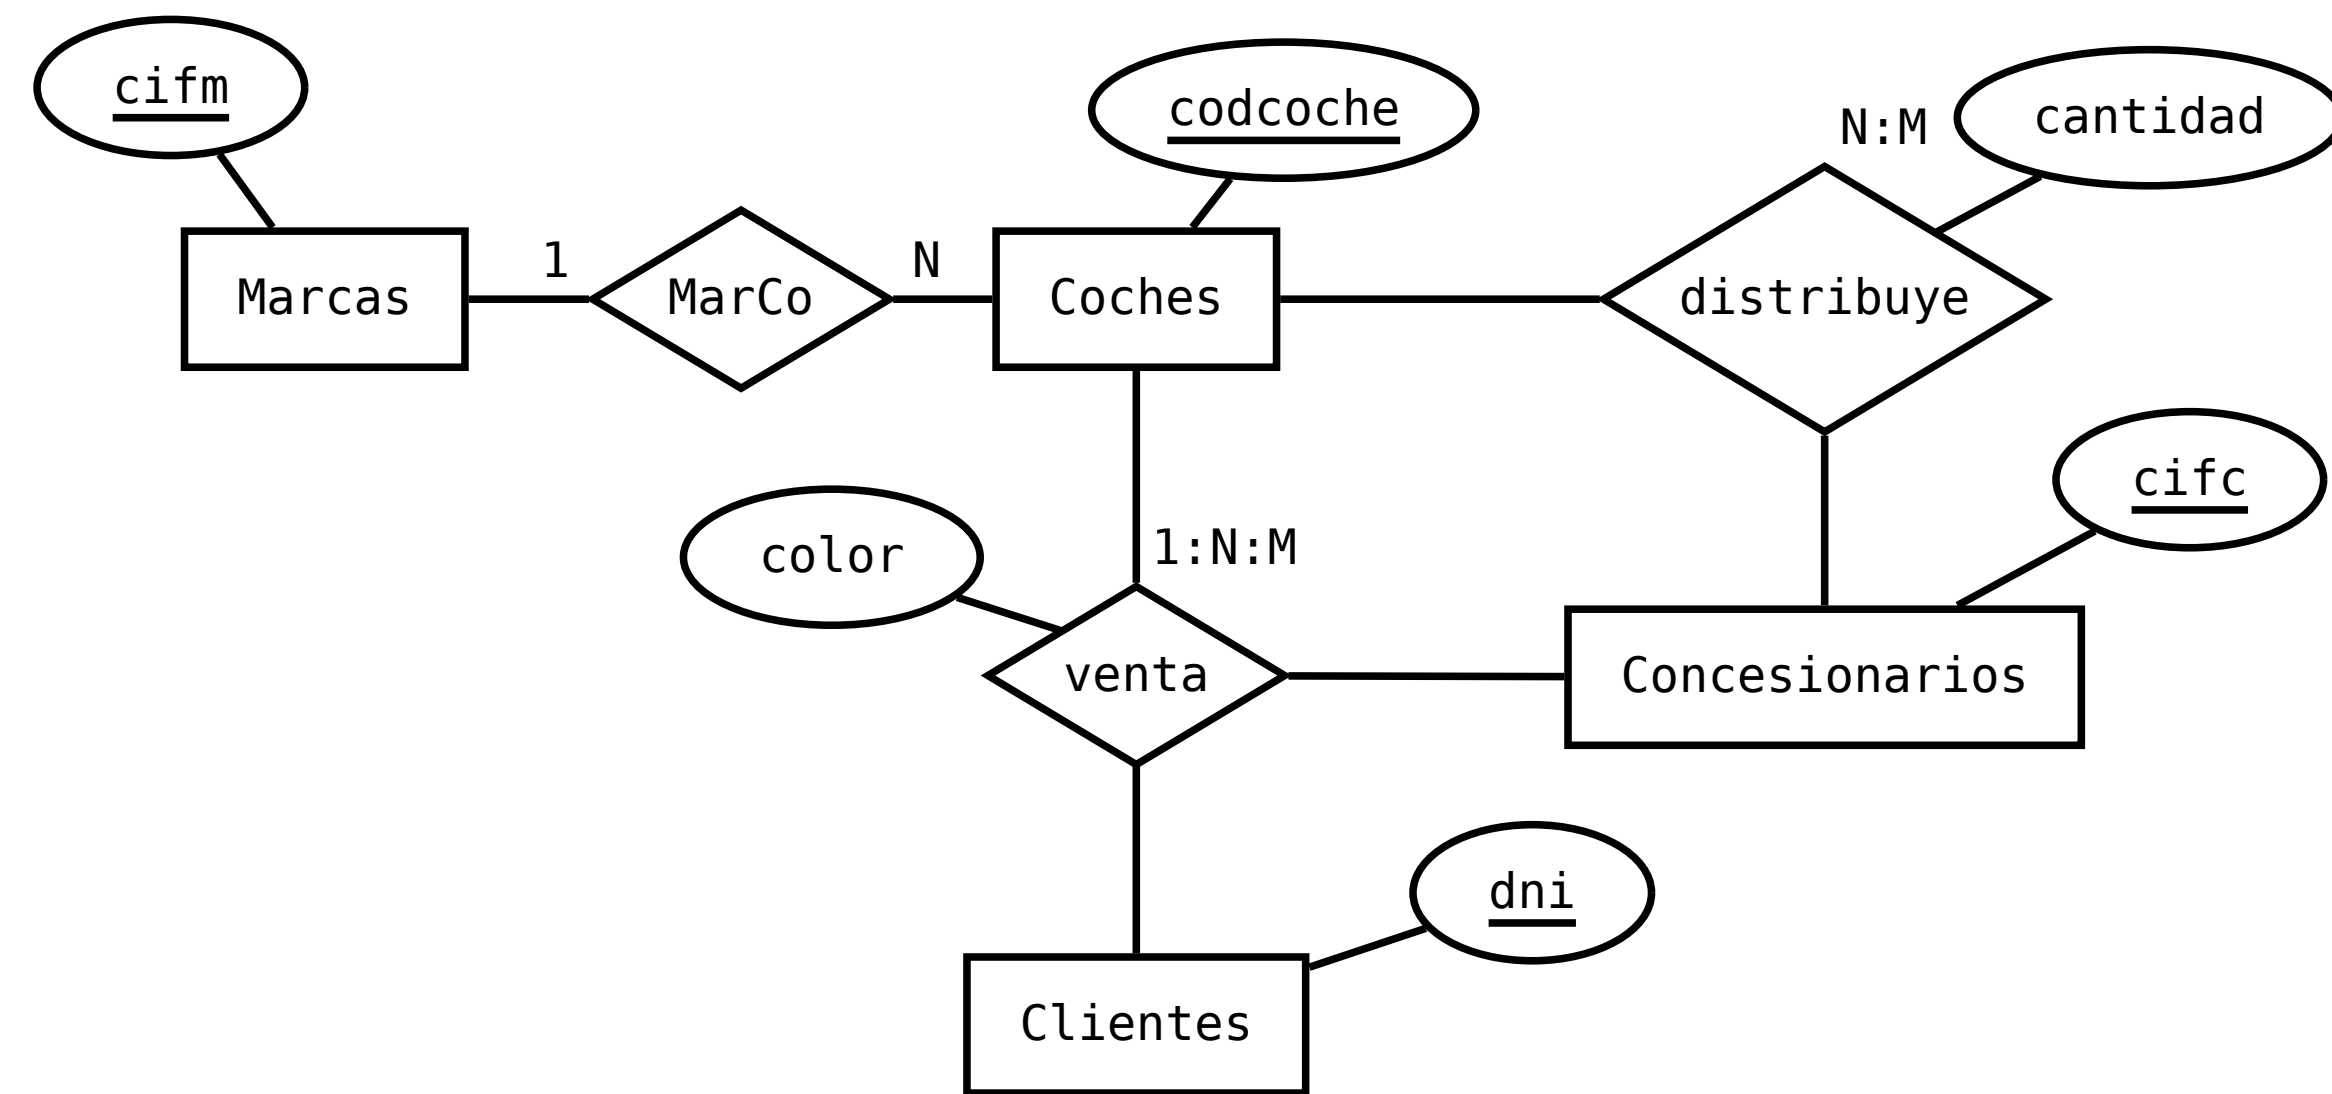 cifm
codcoche
N:M
cantidad
1
N
Marcas
MarCo
Coches
distribuye
cifc
color
1:N:M
venta
Concesionarios
dni
Clientes